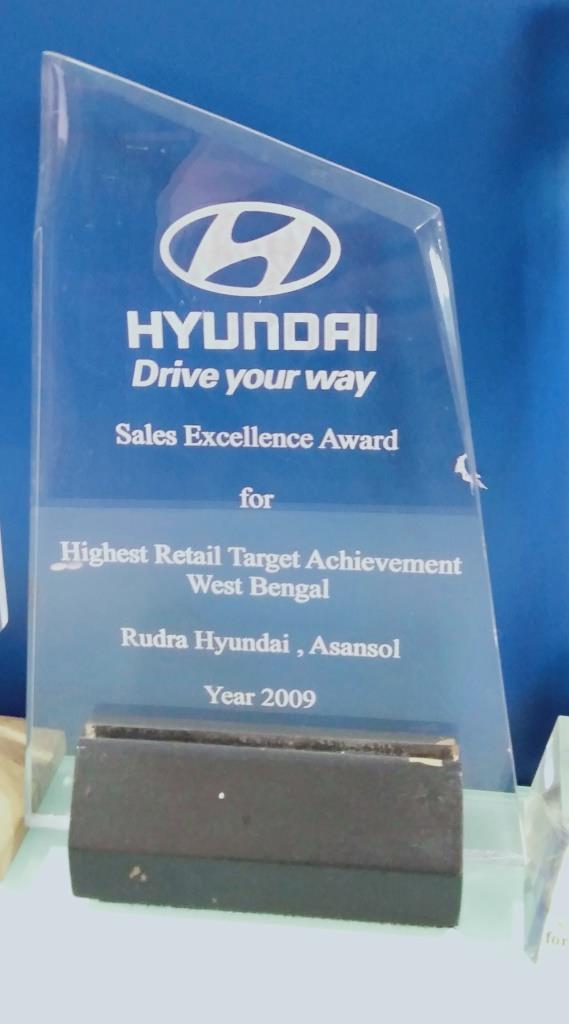 HYUNDAI
Drive your way
Sales Excellence Award
for
Highest Retail Target Achievement
West Bengal
Rudra Hyundai , Asansol
Year 2009
for